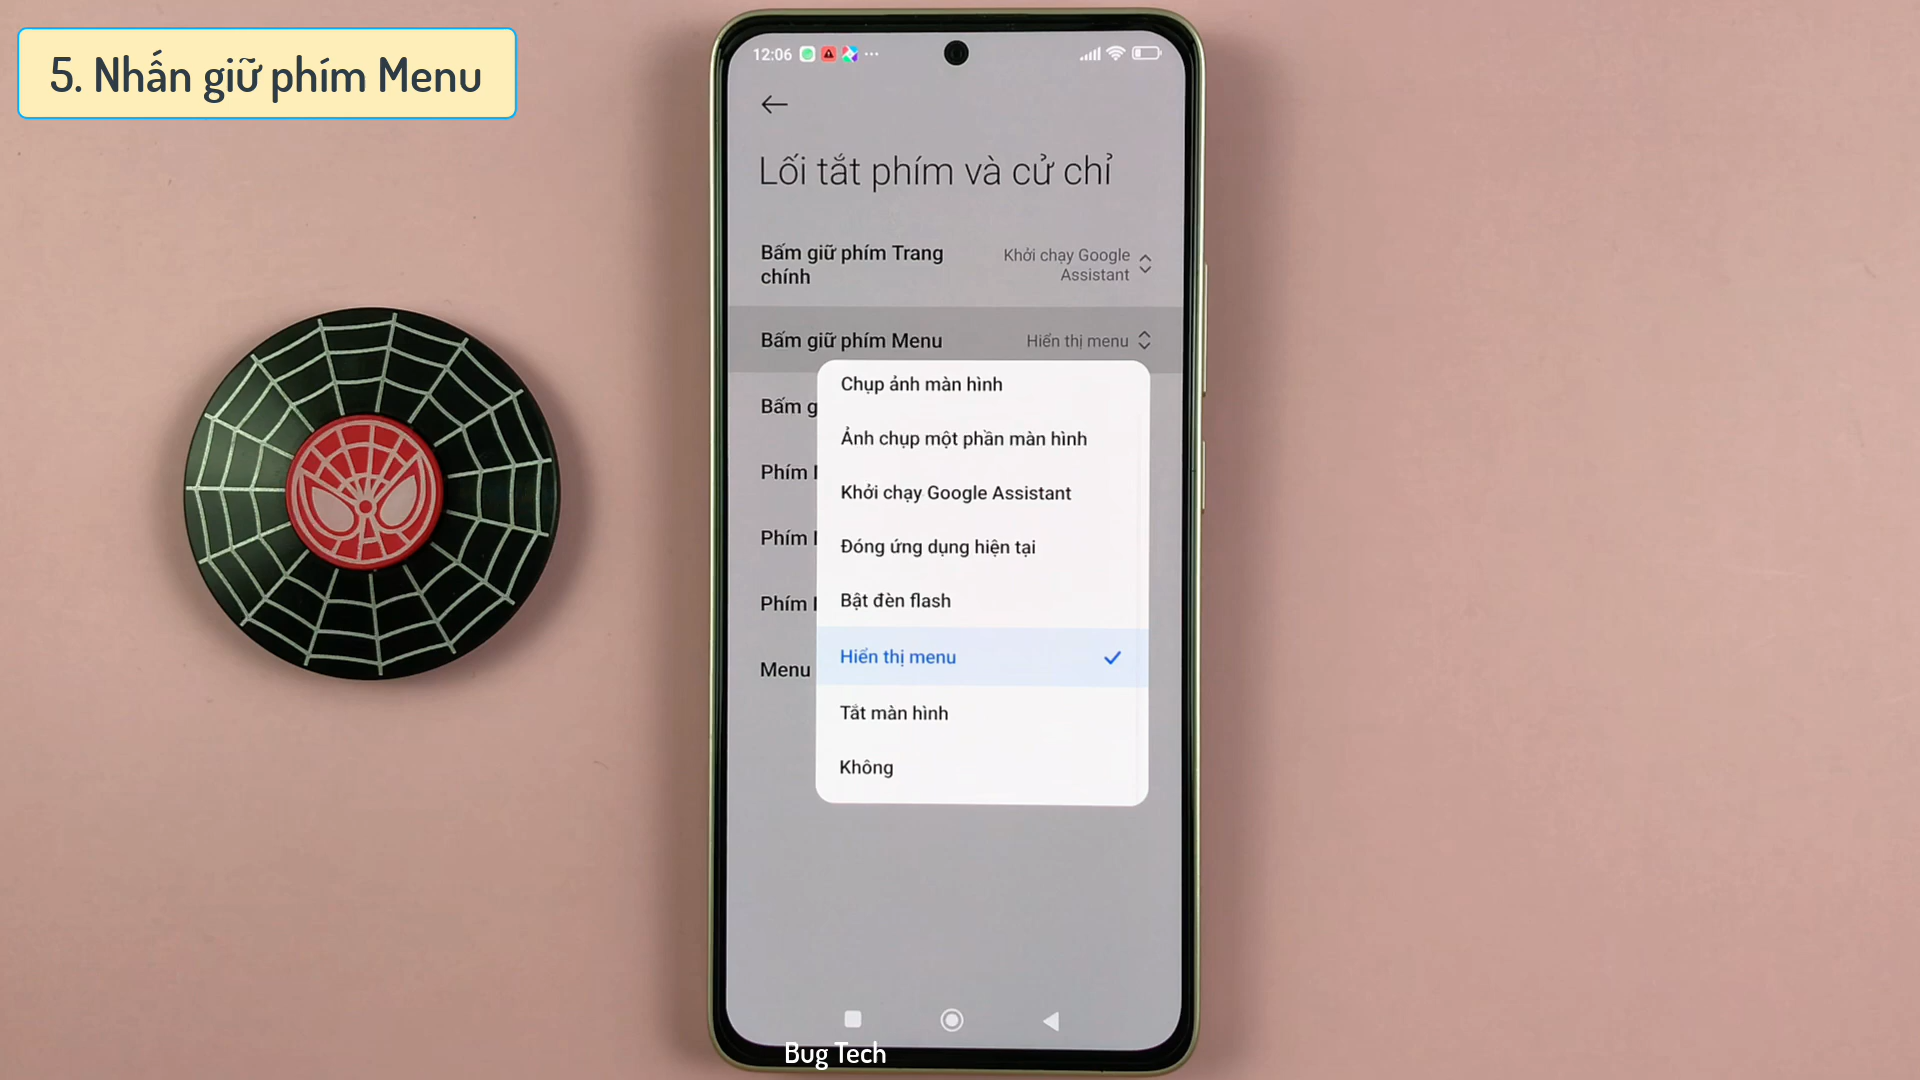 5. Nhấn giữ phím Menu
12:06
Lối tắt phím và cử chỉ
Bấm giữ phím Trang
chính
Khởi chạy Google
Assistant
Bấm giữ phím Menu
Hiển thị menu
Bấm g
Phím
Phím
Phím
Menu
Chụp ảnh màn hình
Ảnh chụp một phần màn hình
Khởi chạy Google Assistant
Đóng ứng dụng hiện tại
Bật đèn flash
Hiển thị menu
Tắt màn hình
Không
Bug Tech